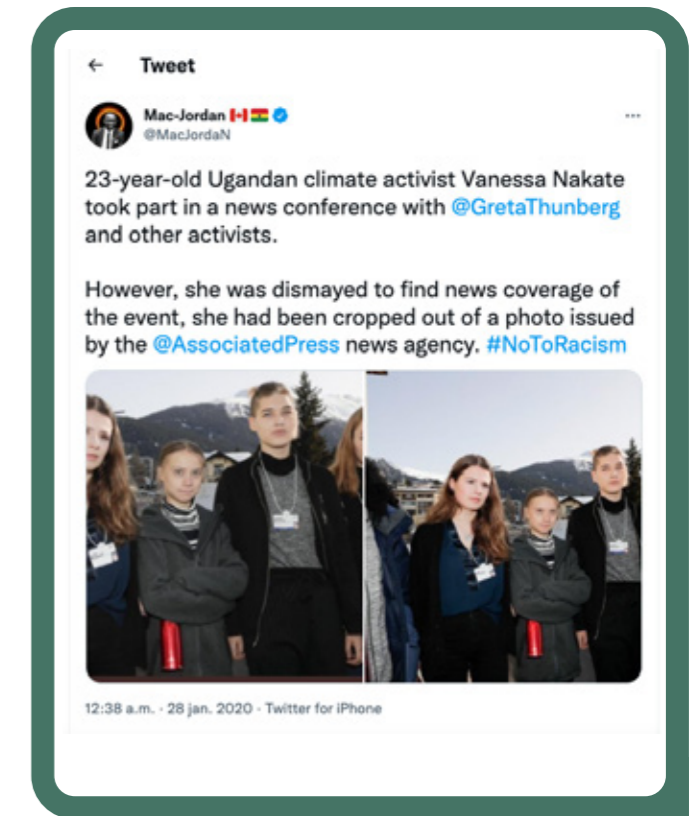 ← Tweet
Mac-Jordan 🇨🇦🇬🇭
@MacJordaN
23-year-old Ugandan climate activist Vanessa Nakate
took part in a news conference with @GretaThunberg
and other activists.
However, she was dismayed to find news coverage of
the event, she had been cropped out of a photo issued
by the @AssociatedPress news agency. #NoToRacism
12:38 a.m. · 28 jan. 2020 · Twitter for iPhone